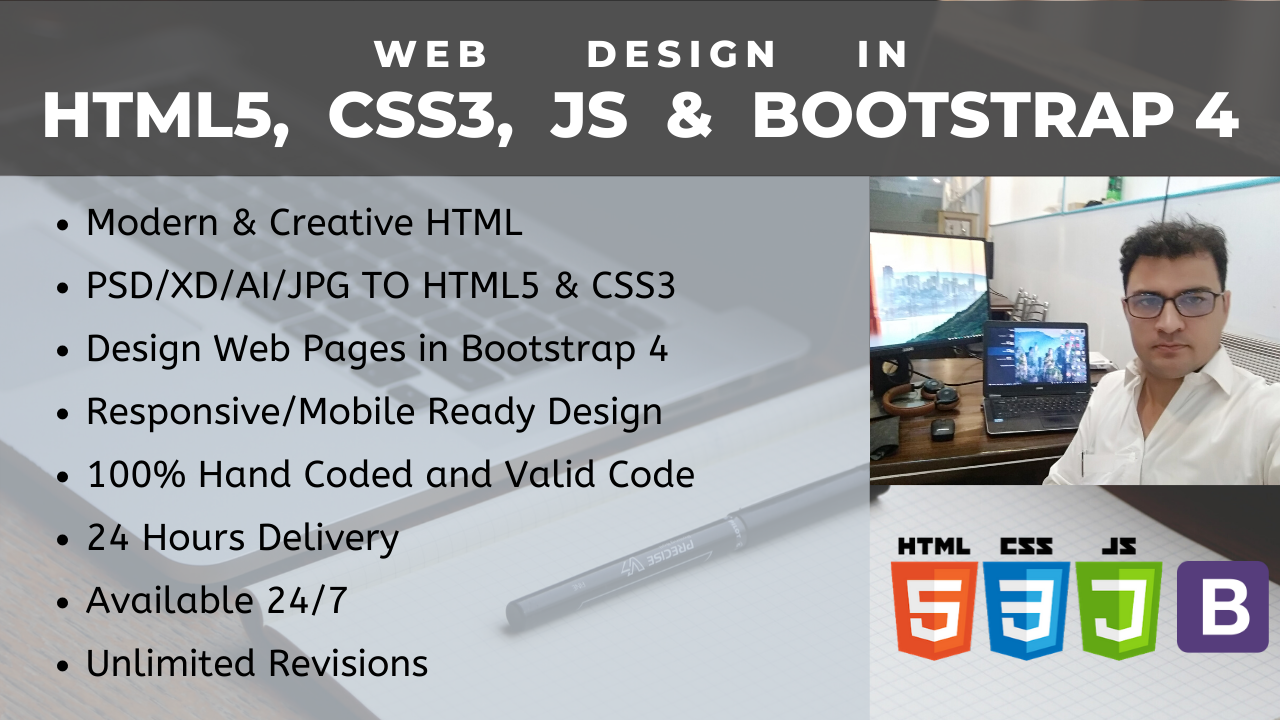 WEB DESIGN IN
HTML5, CSS3, JS & BOOTSTRAP 4
• Modern & Creative HTML
• PSD/XD/AI/JPG TO HTML5 & CSS3
• Design Web Pages in Bootstrap 4
• Responsive/Mobile Ready Design
• 100% Hand Coded and Valid Code
• 24 Hours Delivery
• Available 24/7
• Unlimited Revisions
PRECISE V7
HTML CSS JS
5 3 J B